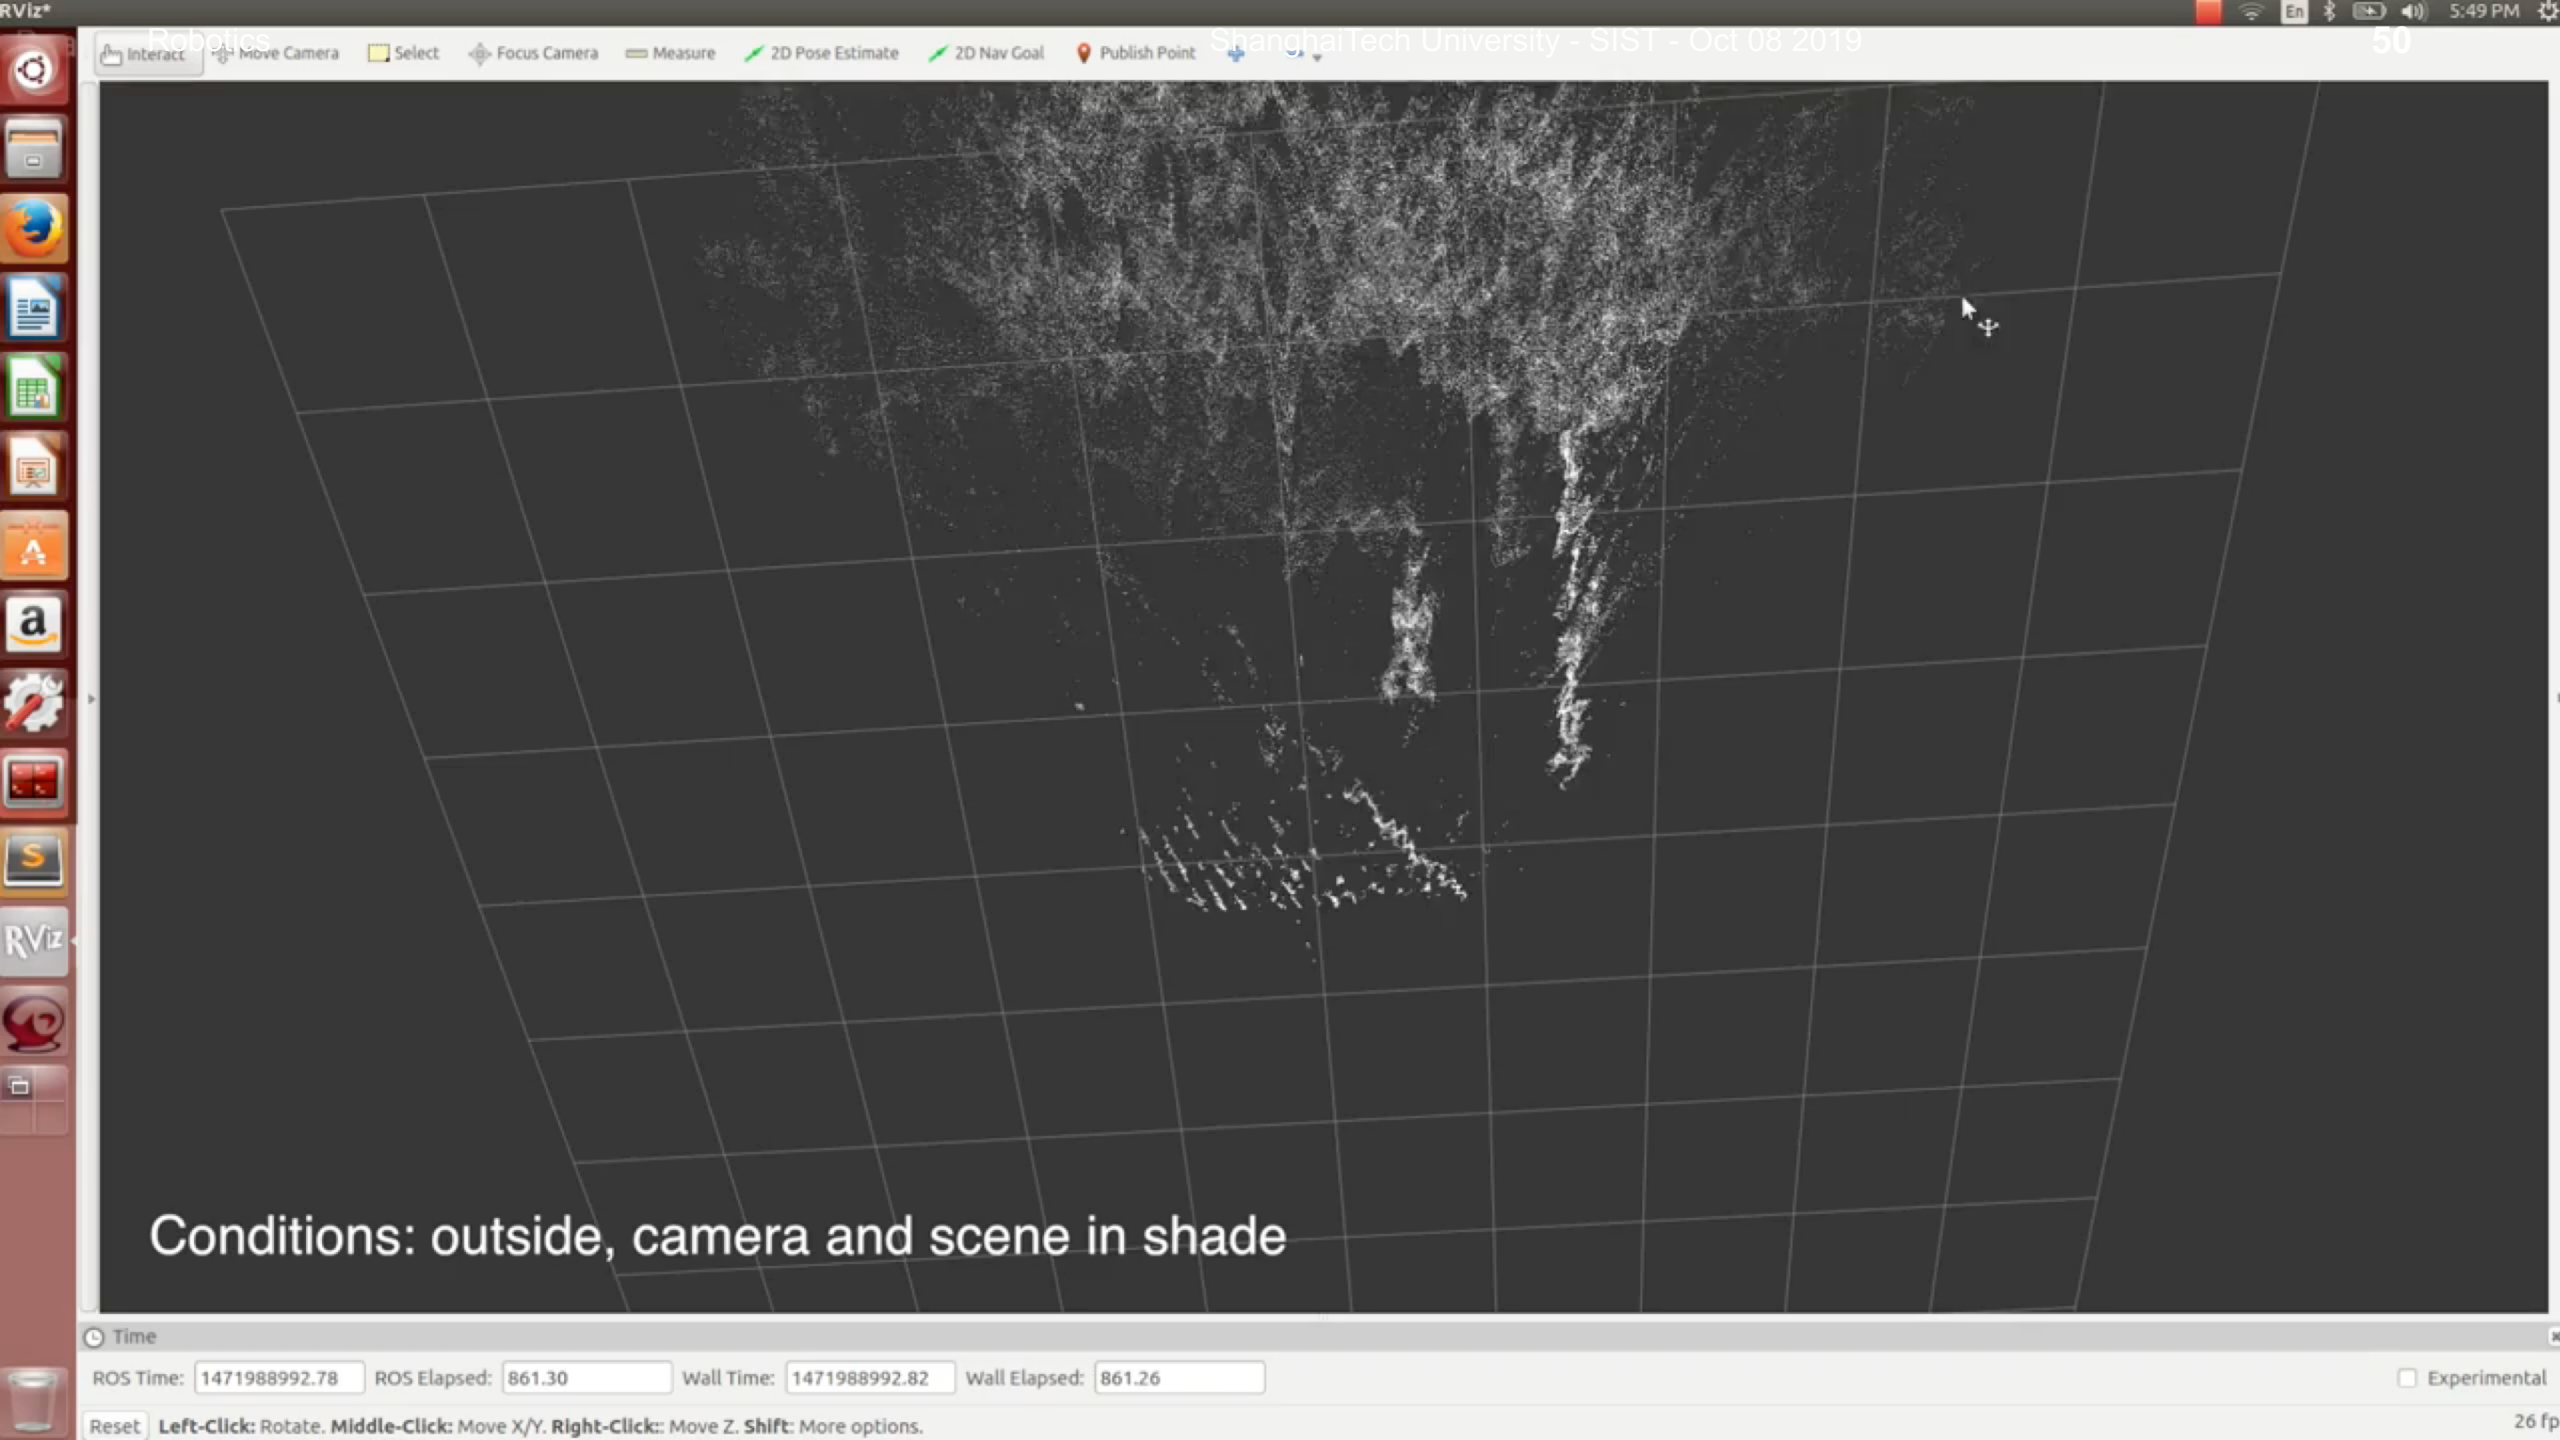 RViz*
En
5:49 PM
Robotics
ShanghaiTech University - SIST - Oct 08 2019
50
Interact
Move Camera
Select
Focus Camera
Measure
2D Pose Estimate
2D Nav Goal
Publish Point
a
S
RViz
Conditions: outside, camera and scene in shade
Time
ROS Time: 1471988992.78 ROS Elapsed: 861.30 Wall Time: 1471988992.82 Wall Elapsed: 861.26 Experimental
Reset Left-Click: Rotate. Middle-Click: Move X/Y. Right-Click:: Move Z. Shift: More options. 26 fp